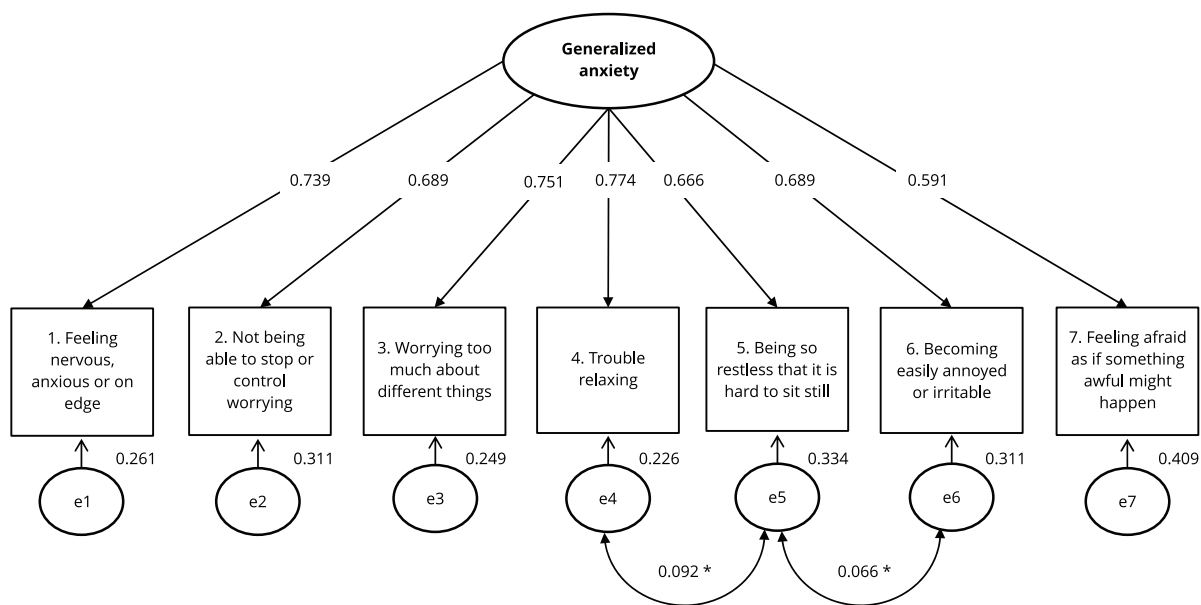 Generalized
anxiety
0.739
0.689
0.751
0.774
0.666
0.689
0.591
1. Feeling
nervous,
anxious or on
edge
2. Not being
able to stop or
control
worrying
3. Worrying too
much about
different things
4. Trouble
relaxing
5. Being so
restless that it is
hard to sit still
6. Becoming
easily annoyed
or irritable
7. Feeling afraid
as if something
awful might
happen
0.261
0.311
0.249
0.226
0.334
0.311
0.409
e1
e2
e3
e4
e5
e6
e7
0.092 *
0.066 *